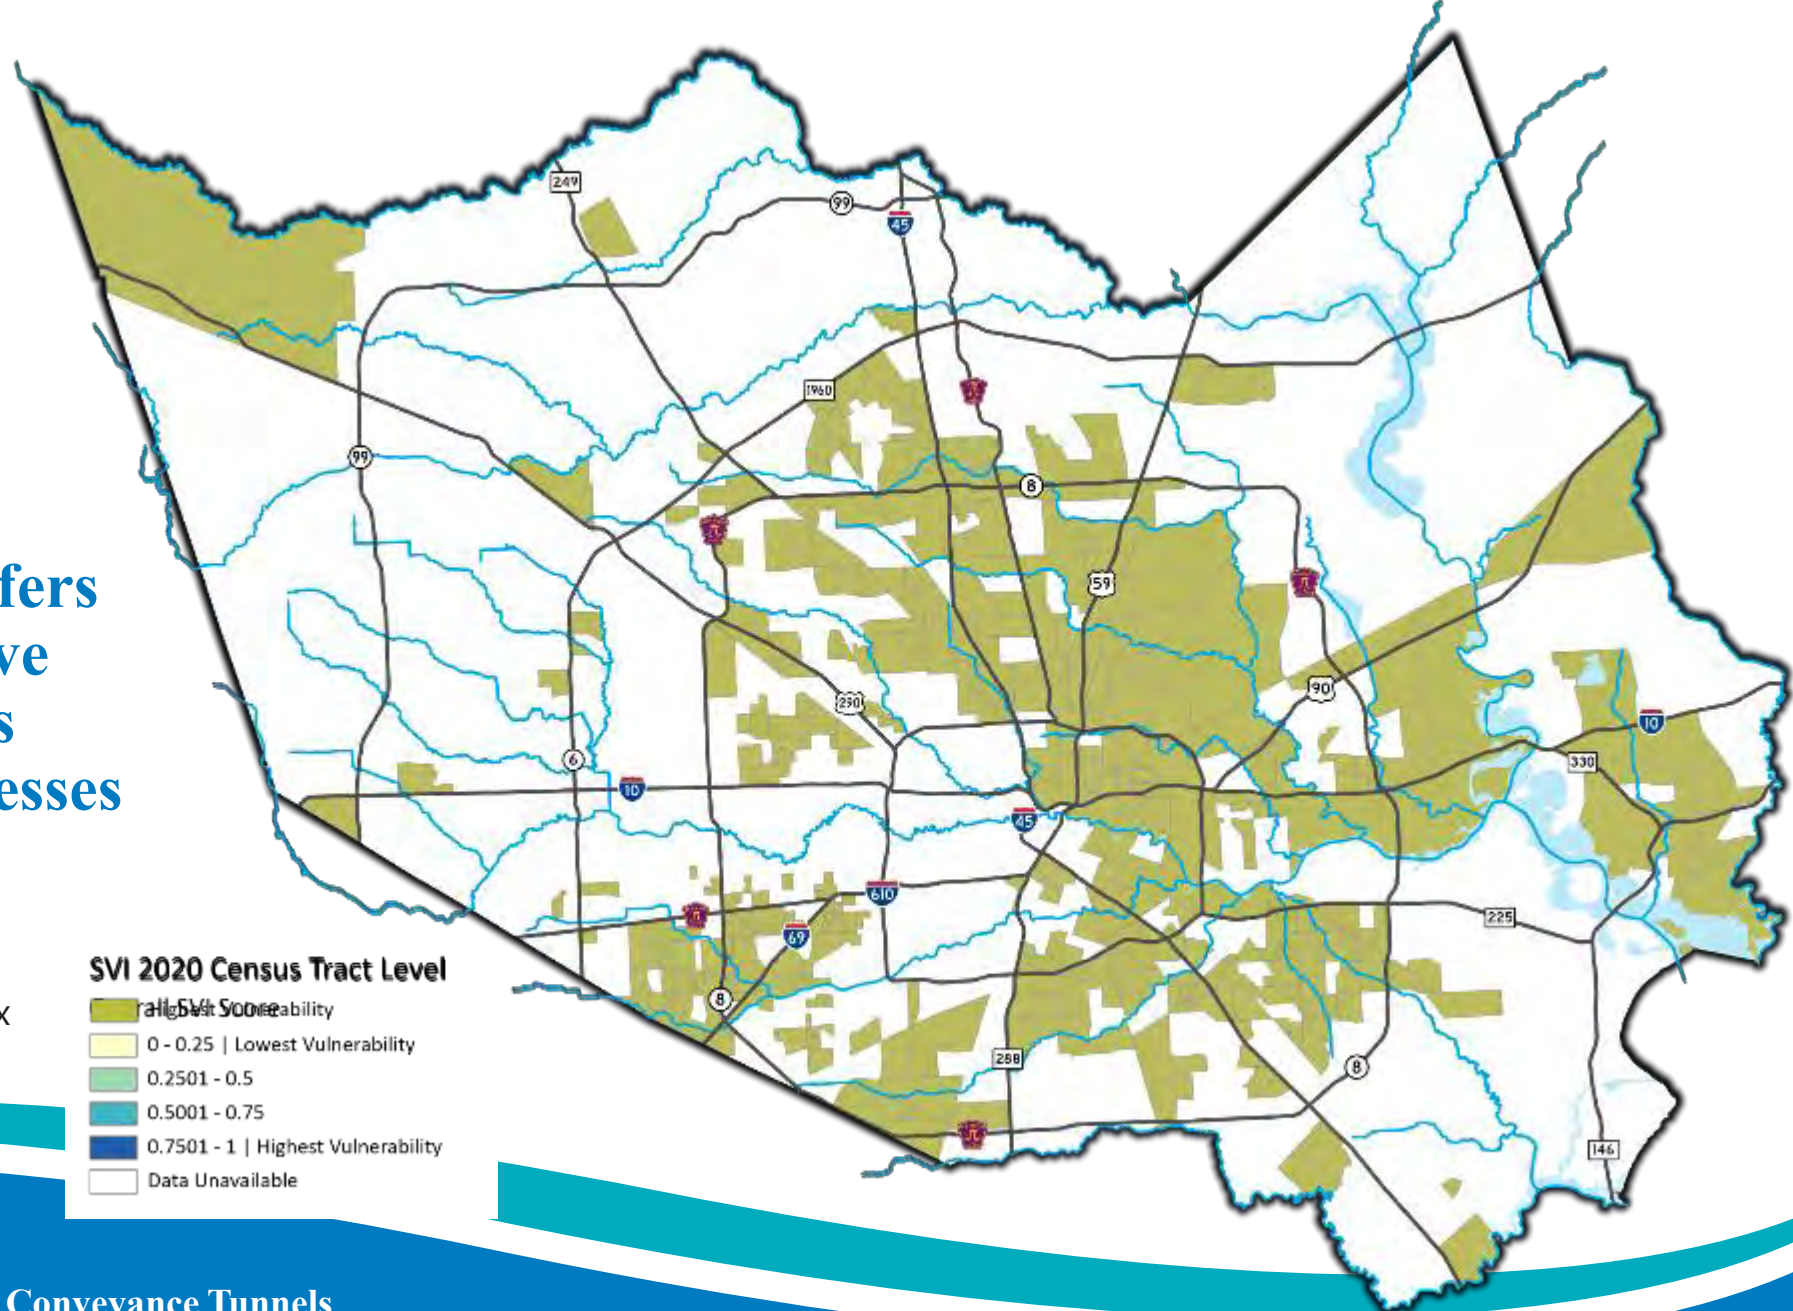 249
99
45
1960
99
8
59
290
90
10
330
6
10
45
610
69
225
8
288
8
146
fers
ve
s
esses
x
SVI 2020 Census Tract Level
Highest Vulnerability
0 - 0.25 | Lowest Vulnerability
0.2501 - 0.5
0.5001 - 0.75
0.7501 - 1 | Highest Vulnerability
Data Unavailable
Conveyance Tunnels